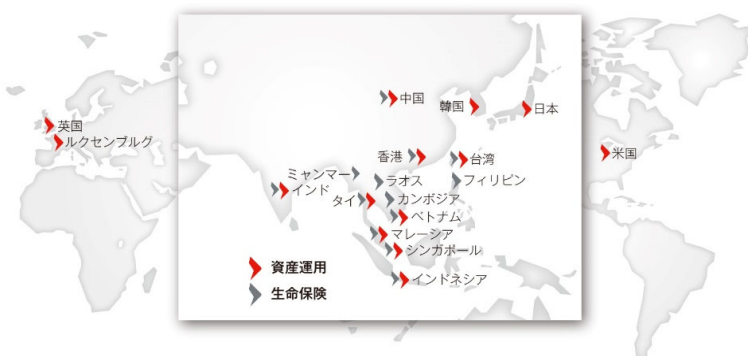 中国
韓国
日本
英国
ルクセンブルグ
香港
台湾
米国
ミャンマー
ラオス
フィリピン
インド
タイ
カンボジア
ベトナム
マレーシア
シンガポール
資産運用
インドネシア
生命保険